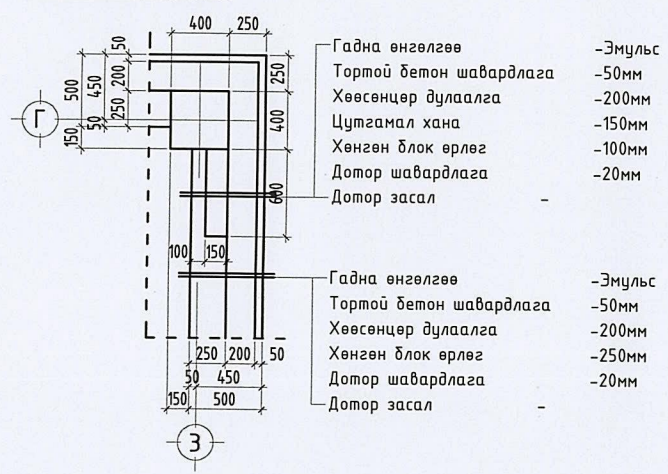 400 250
50
Гадна өнгөлгөө -Эмульс
Тортой бетон шавардлага -50мм
Хөөсөнцөр дулаалга -200мм
Цутгамал хана -150мм
Хөнгөн блок өрлөг -100мм
Дотор шавардлага -20мм
Дотор засал -
500 450 200 250
250 400
Г
150 50
600
100 150
Гадна өнгөлгөө -Эмульс
Тортой бетон шавардлага -50мм
Хөөсөнцөр дулаалга -200мм
Хөнгөн блок өрлөг -250мм
Дотор шавардлага -20мм
Дотор засал -
250 200 50
50 450
150 500
З